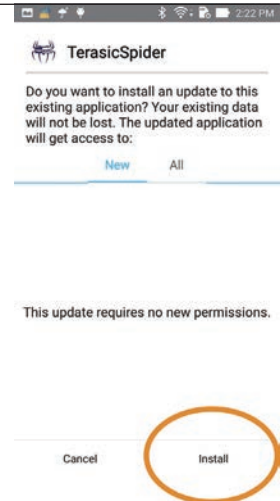 2:22 PM
TerasicSpider
Do you want to install an update to this
existing application? Your existing data
will not be lost. The updated application
will get access to:
New All
This update requires no new permissions.
Cancel Install